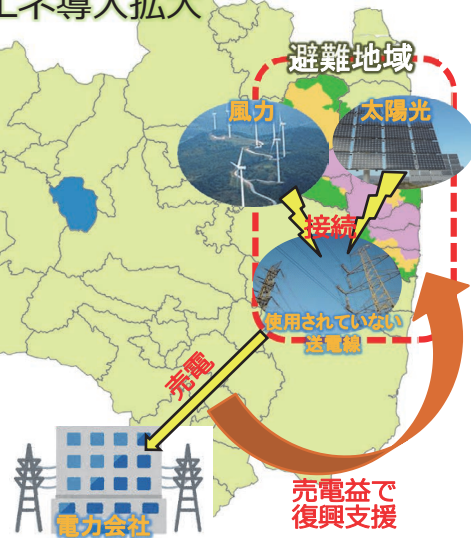 エネ導入拡大
避難地域
風力
太陽光
接続
使用されていない
送電線
売電
電力会社
売電益で
復興支援